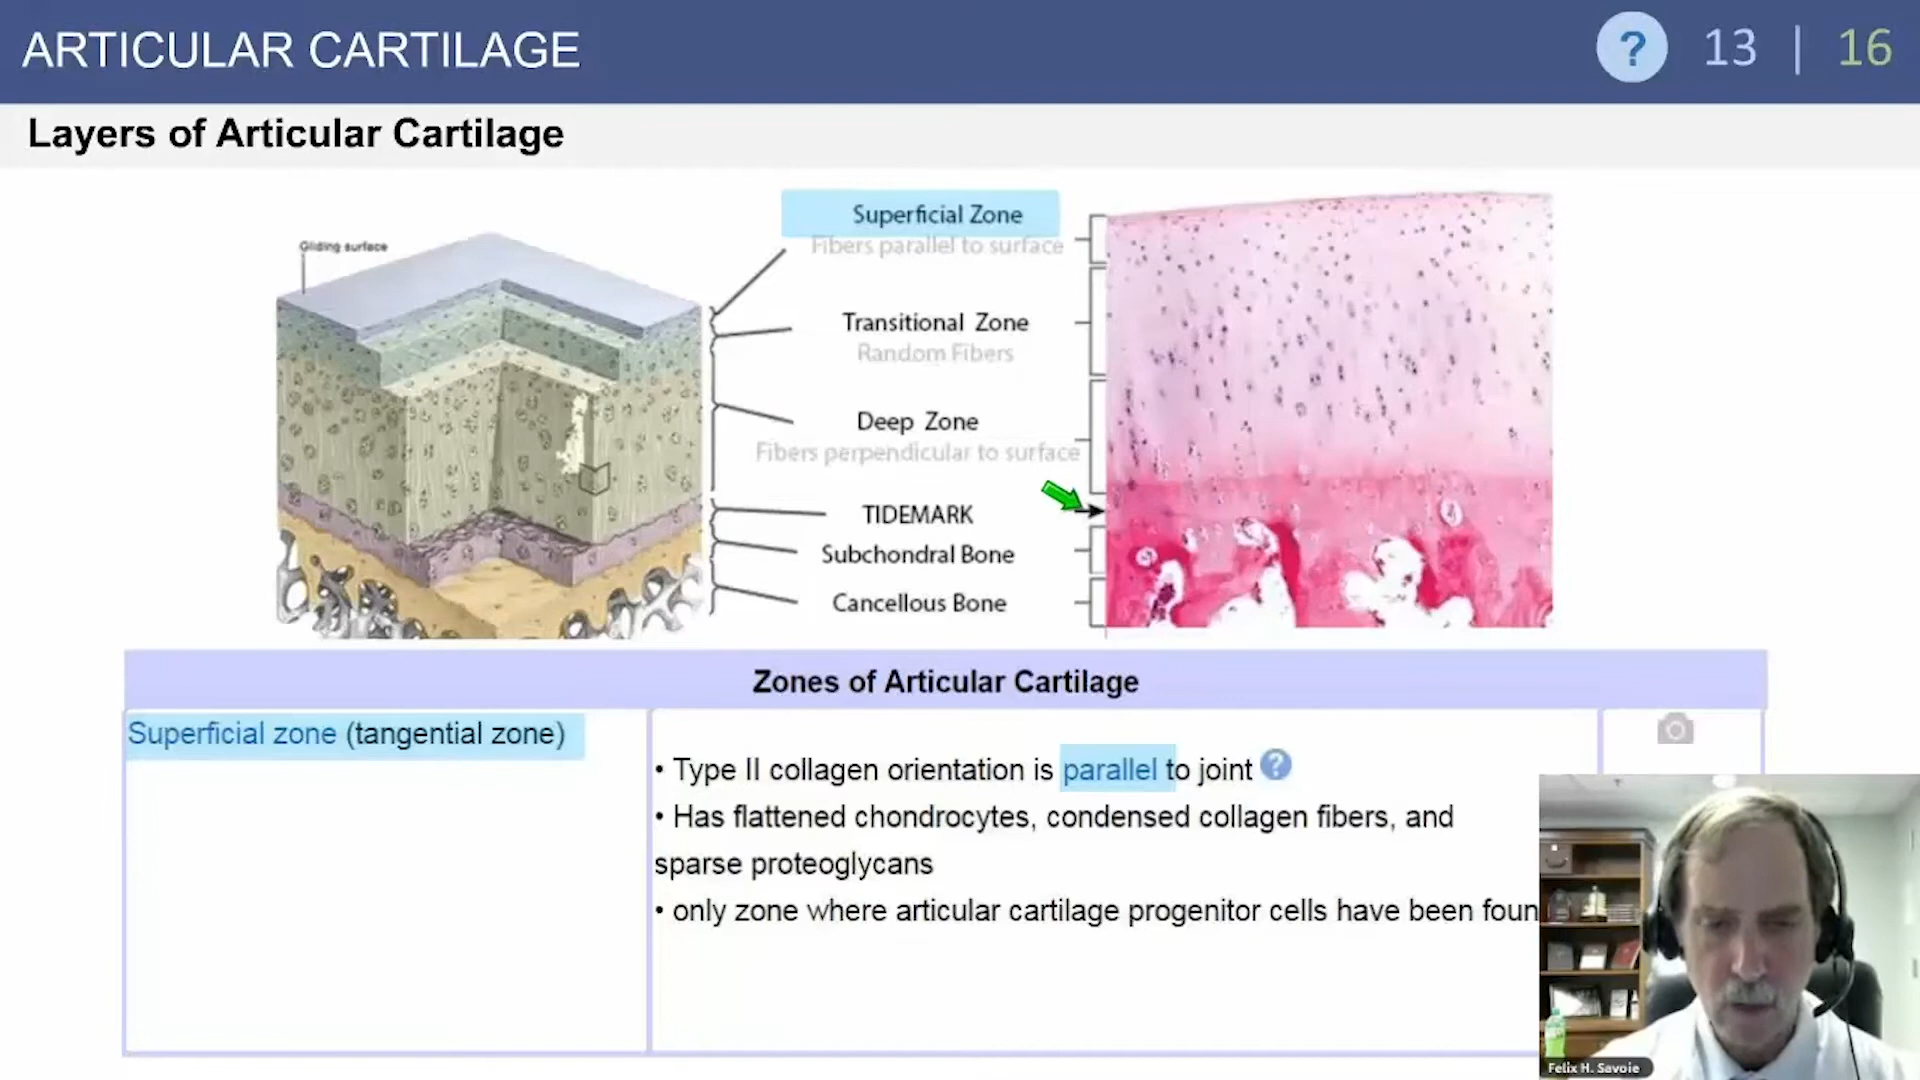 ARTICULAR CARTILAGE
? 13 | 16
Layers of Articular Cartilage
Gliding surface
Superficial Zone
Fibers parallel to surface
Transitional Zone
Random Fibers
Deep Zone
Fibers perpendicular to surface
TIDEMARK
Subchondral Bone
Cancellous Bone
Zones of Articular Cartilage
Superficial zone (tangential zone)
• Type II collagen orientation is parallel to joint ?
• Has flattened chondrocytes, condensed collagen fibers, and
sparse proteoglycans
• only zone where articular cartilage progenitor cells have been foun
Felix H. Savoie